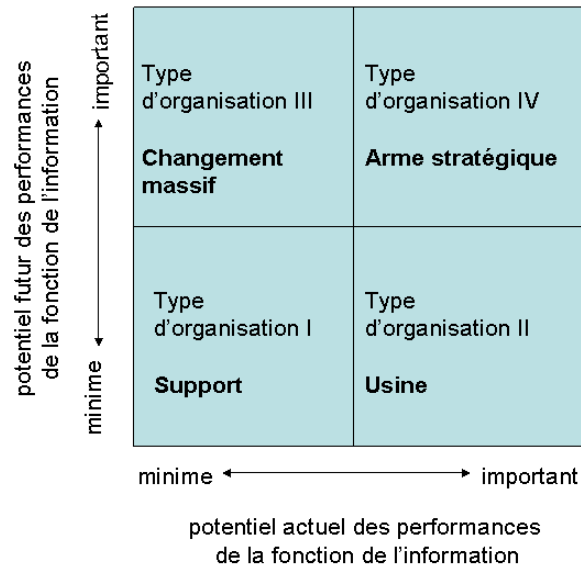 potentiel futur des performances
de la fonction de l'information
important
minime
Type
d'organisation III
Changement
massif
Type
d'organisation IV
Arme stratégique
Type
d'organisation I
Support
Type
d'organisation II
Usine
minime
important
potentiel actuel des performances
de la fonction de l'information